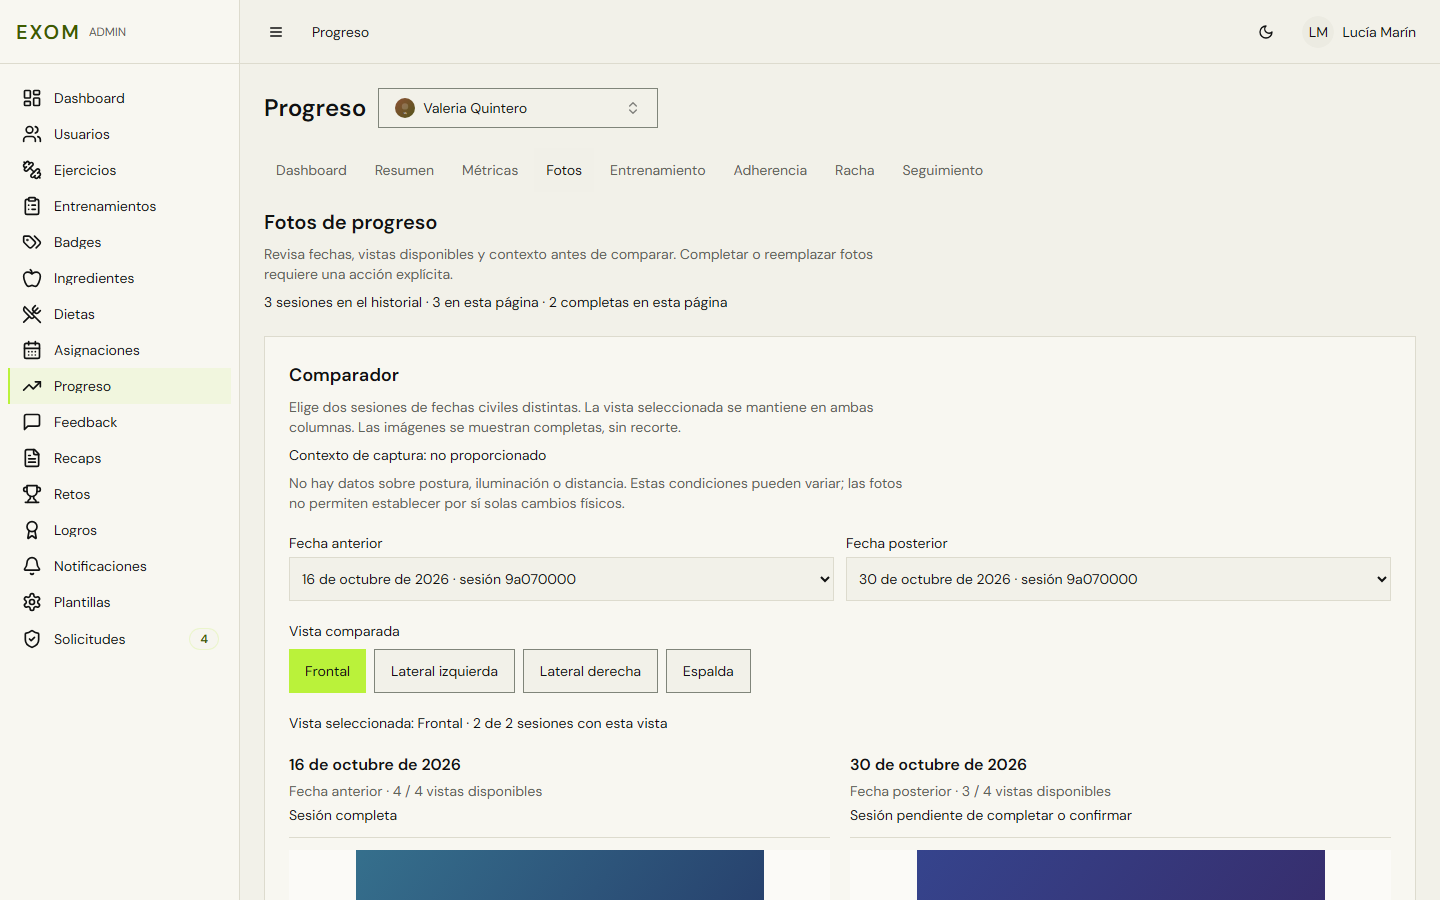 EXOM ADMIN
Progreso
LM Lucía Marín
Dashboard
Usuarios
Ejercicios
Entrenamientos
Badges
Ingredientes
Dietas
Asignaciones
Progreso
Feedback
Recaps
Retos
Logros
Notificaciones
Plantillas
Solicitudes 4
Progreso Valeria Quintero
Dashboard Resumen Métricas Fotos Entrenamiento Adherencia Racha Seguimiento
Fotos de progreso
Revisa fechas, vistas disponibles y contexto antes de comparar. Completar o reemplazar fotos
requiere una acción explícita.
3 sesiones en el historial · 3 en esta página · 2 completas en esta página
Comparador
Elige dos sesiones de fechas civiles distintas. La vista seleccionada se mantiene en ambas
columnas. Las imágenes se muestran completas, sin recorte.
Contexto de captura: no proporcionado
No hay datos sobre postura, iluminación o distancia. Estas condiciones pueden variar; las fotos
no permiten establecer por sí solas cambios físicos.
Fecha anterior Fecha posterior
16 de octubre de 2026 · sesión 9a070000 30 de octubre de 2026 · sesión 9a070000
Vista comparada
Frontal Lateral izquierda Lateral derecha Espalda
Vista seleccionada: Frontal · 2 de 2 sesiones con esta vista
16 de octubre de 2026 30 de octubre de 2026
Fecha anterior · 4 / 4 vistas disponibles Fecha posterior · 3 / 4 vistas disponibles
Sesión completa Sesión pendiente de completar o confirmar